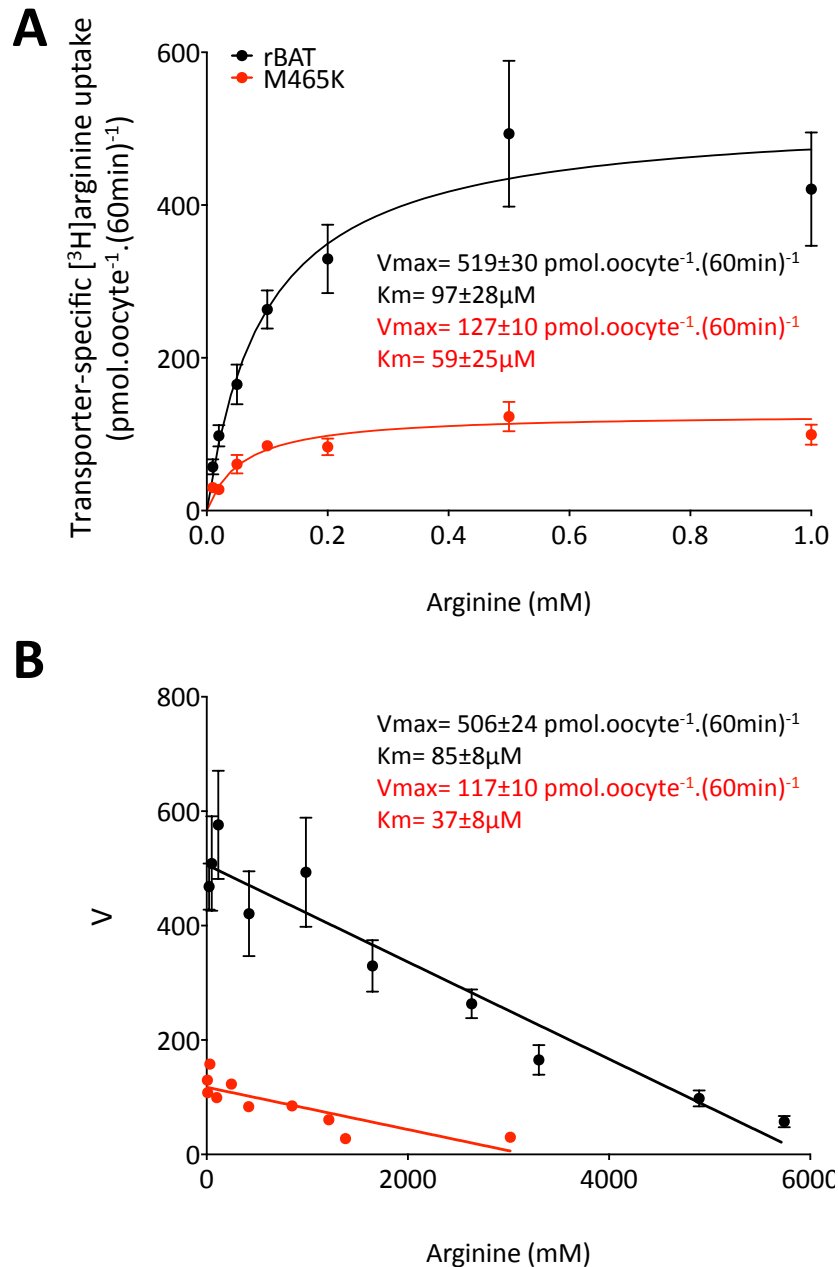 A
Transporter-specific [³H]arginine uptake
(pmol.oocyte⁻¹.(60min)⁻¹
600
400
200
0
rBAT
M465K
Vmax= 519±30 pmol.oocyte⁻¹.(60min)⁻¹
Km= 97±28µM
Vmax= 127±10 pmol.oocyte⁻¹.(60min)⁻¹
Km= 59±25µM
0.0 0.2 0.4 0.6 0.8 1.0
Arginine (mM)
B
V
800
600
400
200
0
Vmax= 506±24 pmol.oocyte⁻¹.(60min)⁻¹
Km= 85±8µM
Vmax= 117±10 pmol.oocyte⁻¹.(60min)⁻¹
Km= 37±8µM
0 2000 4000 6000
Arginine (mM)